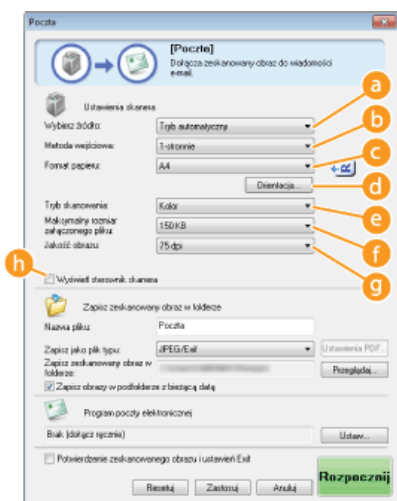 Poczta
[Poczta]
Dołącza zeskanowany obraz do wiadomości
e-mail.
a
Ustawienia skanera
Wybierz źródło:
Tryb automatyczny
b
Metoda wejściowa:
1-stronnie
c
Format papieru:
A4
R
Orientacja...
d
Tryb skanowania:
Kolor
e
Maksymalny rozmiar
załączonego pliku:
150KB
f
Jakość obrazu:
75 dpi
g
h
Wyświetl sterownik skanera
Zapisz zeskanowany obraz w folderze
Nazwa pliku:
Poczta
Zapisz jako plik typu:
JPEG/Exif
Ustawienia PDF...
Zapisz zeskanowany obraz w
folderze:
Przeglądaj...
Zapisz obrazy w podfolderze z bieżącą datą
Program poczty elektronicznej
Brak (dołącz ręcznie)
Ustaw...
Potwierdzenie zeskanowanego obrazu i ustawień Exif
Resetuj
Zastosuj
Anuluj
Rozpocznij